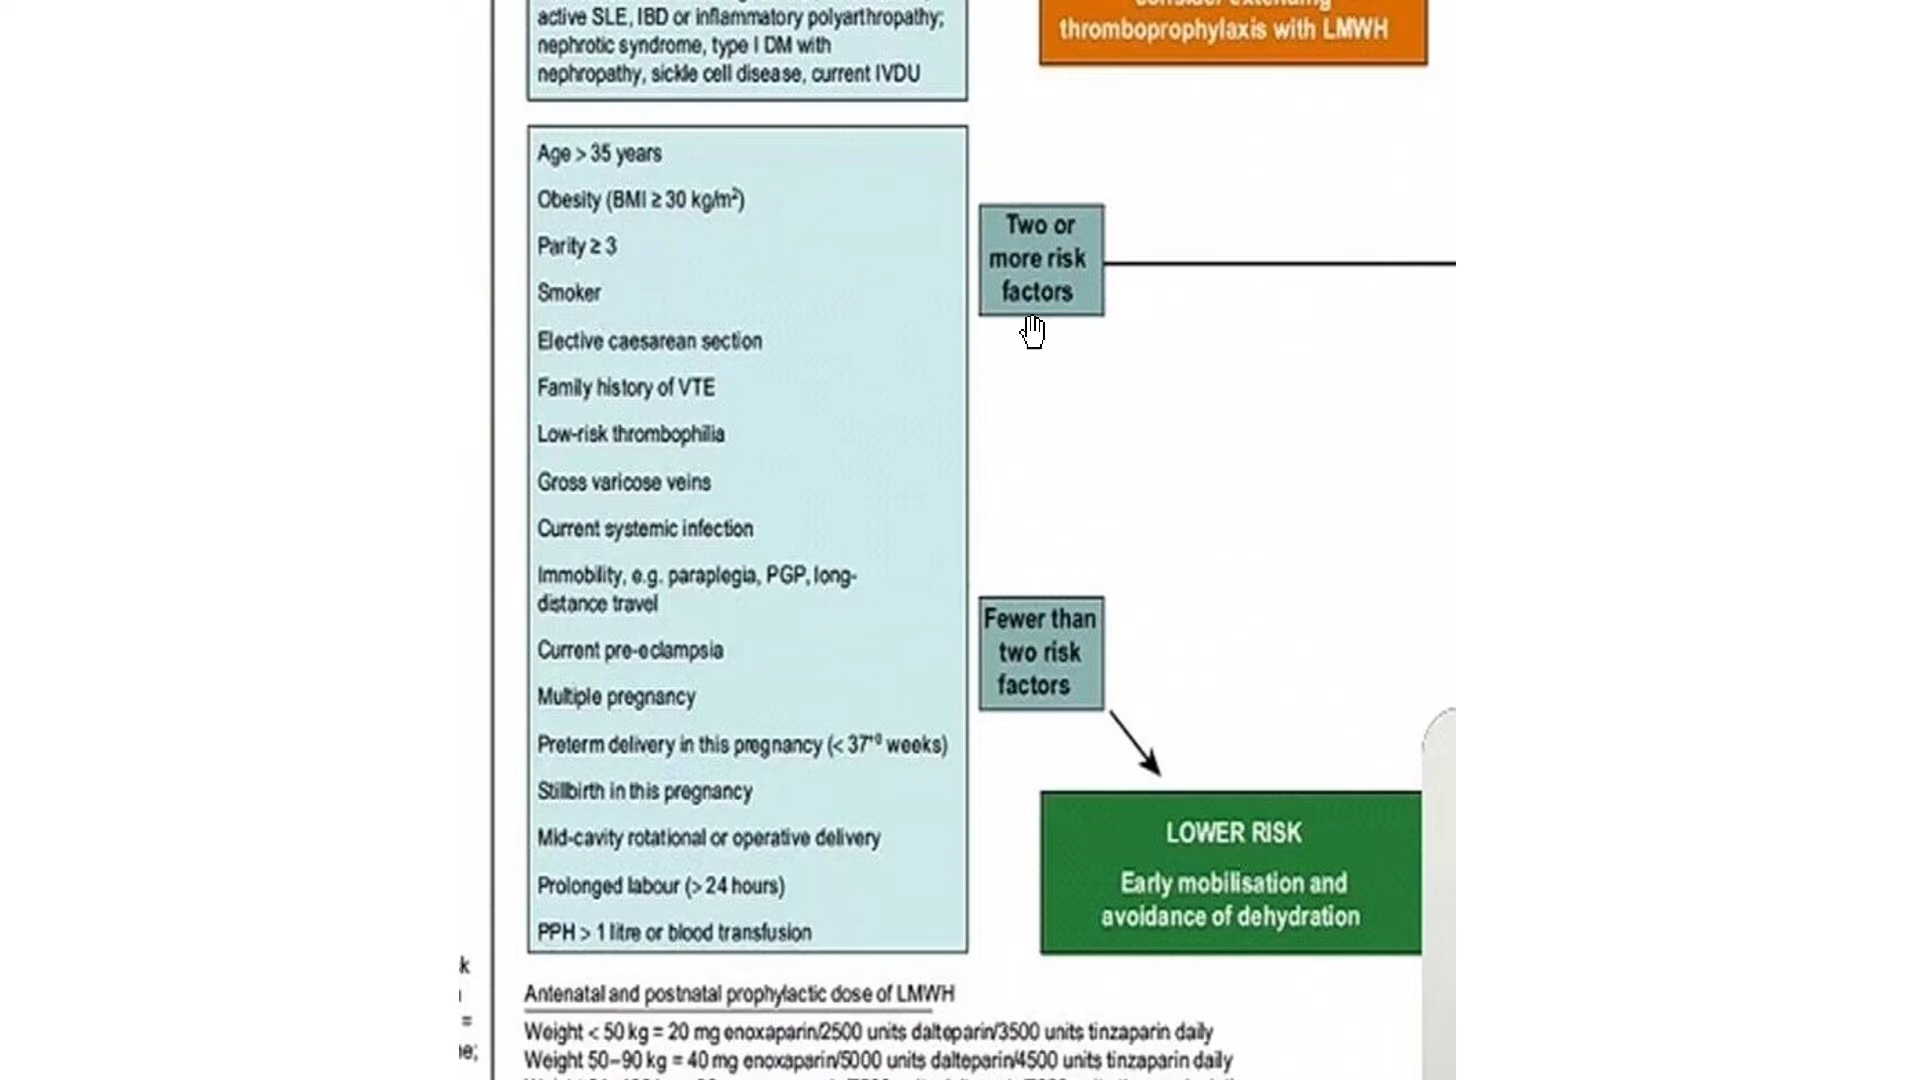 active SLE, IBD or inflammatory polyarthropathy;
nephrotic syndrome, type I DM with
nephropathy, sickle cell disease, current IVDU
consider extending
thromboprophylaxis with LMWH
Age > 35 years
Obesity (BMI ≥ 30 kg/m²)
Parity ≥ 3
Smoker
Elective caesarean section
Family history of VTE
Low-risk thrombophilia
Gross varicose veins
Current systemic infection
Immobility, e.g. paraplegia, PGP, long-
distance travel
Current pre-eclampsia
Multiple pregnancy
Preterm delivery in this pregnancy (< 37⁺⁰ weeks)
Stillbirth in this pregnancy
Mid-cavity rotational or operative delivery
Prolonged labour (> 24 hours)
PPH > 1 litre or blood transfusion
Two or
more risk
factors
Fewer than
two risk
factors
LOWER RISK
Early mobilisation and
avoidance of dehydration
Antenatal and postnatal prophylactic dose of LMWH
Weight < 50 kg = 20 mg enoxaparin/2500 units dalteparin/3500 units tinzaparin daily
Weight 50–90 kg = 40 mg enoxaparin/5000 units dalteparin/4500 units tinzaparin daily